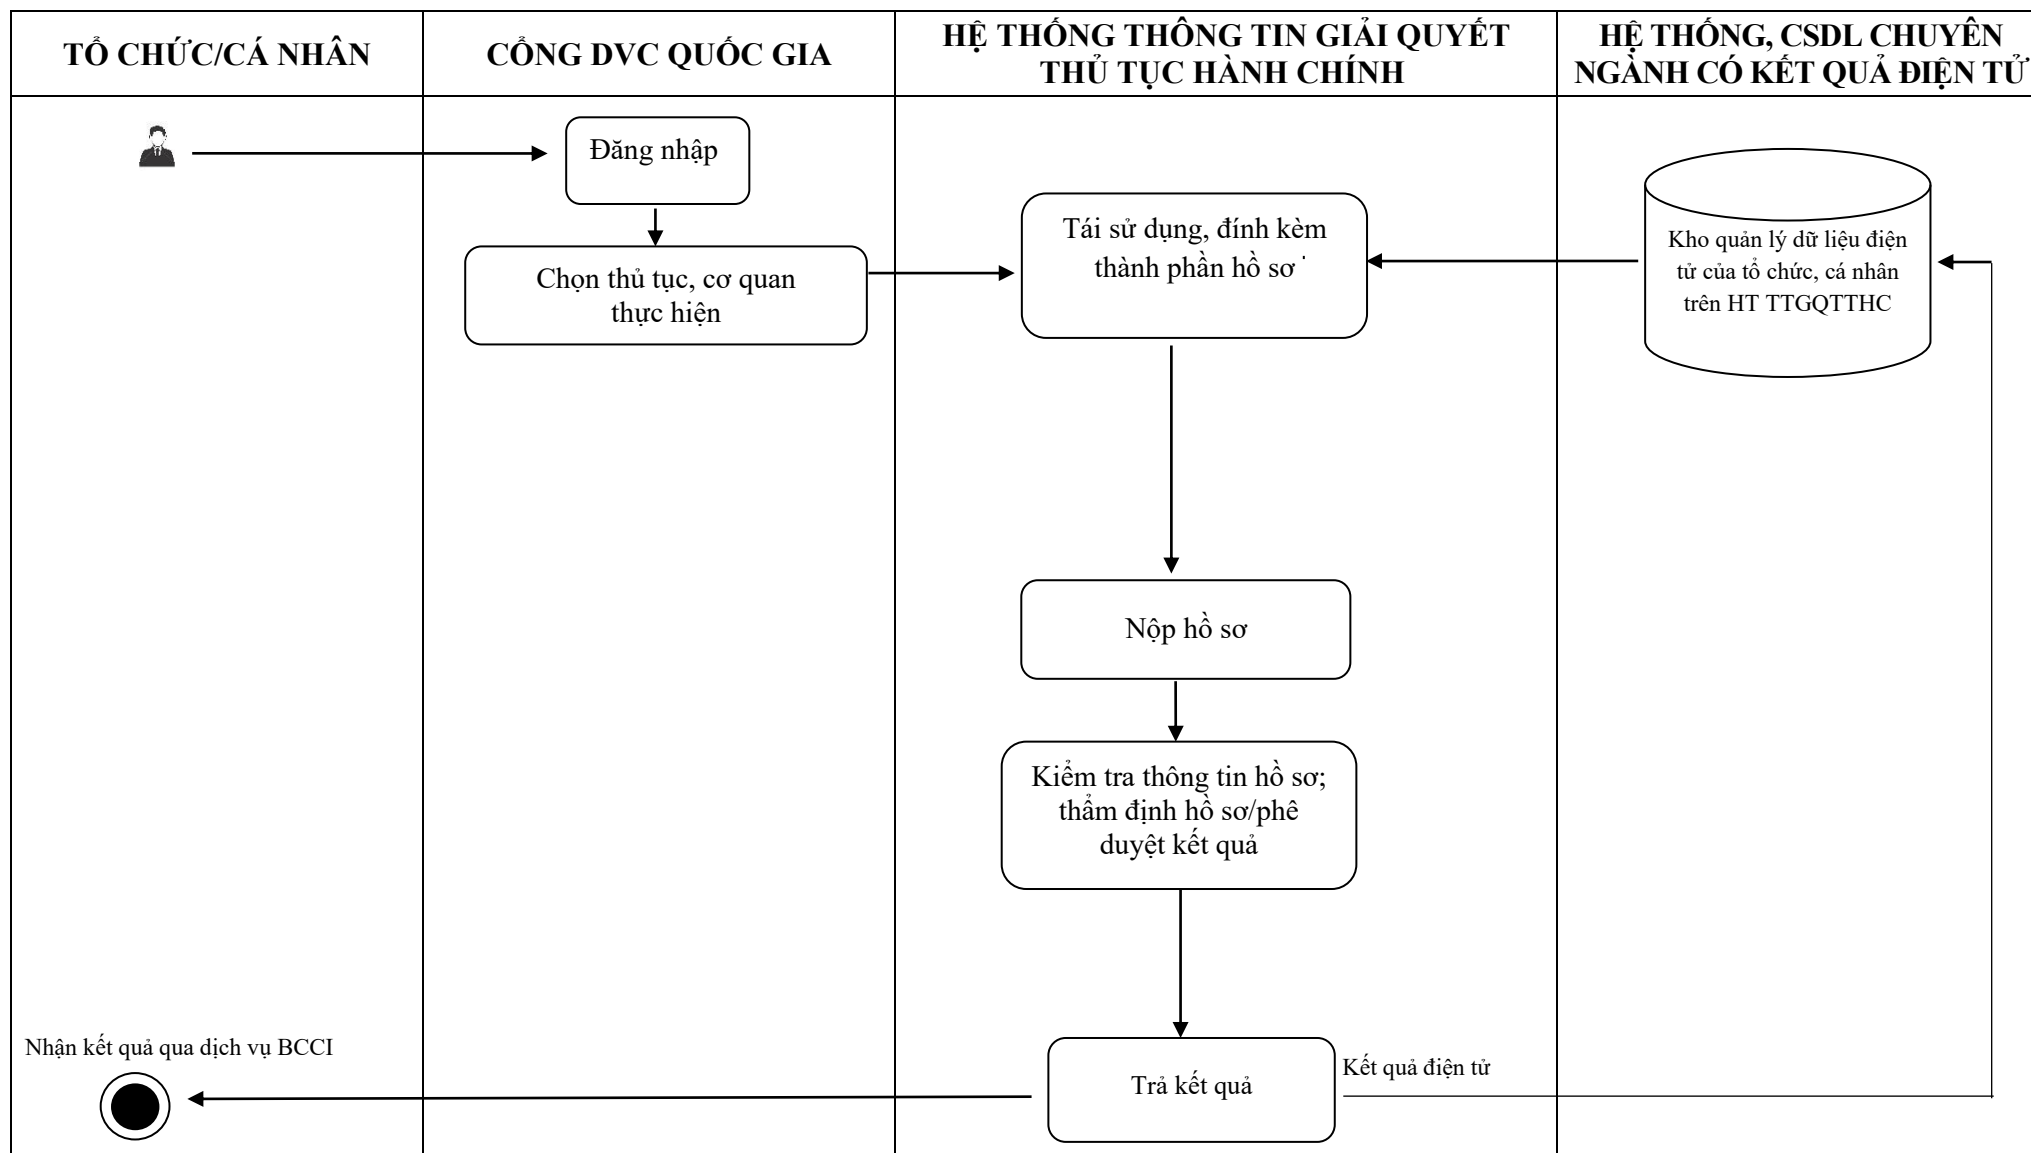 TỔ CHỨC/CÁ NHÂN
CỔNG DVC QUỐC GIA
HỆ THỐNG THÔNG TIN GIẢI QUYẾT
THỦ TỤC HÀNH CHÍNH
HỆ THỐNG, CSDL CHUYÊN
NGÀNH CÓ KẾT QUẢ ĐIỆN TỬ
Đăng nhập
Chọn thủ tục, cơ quan
thực hiện
Tái sử dụng, đính kèm
thành phần hồ sơ
Kho quản lý dữ liệu điện
tử của tổ chức, cá nhân
trên HT TTGQTTHC
Nộp hồ sơ
Kiểm tra thông tin hồ sơ;
thẩm định hồ sơ/phê
duyệt kết quả
Nhận kết quả qua dịch vụ BCCI
Trả kết quả
Kết quả điện tử